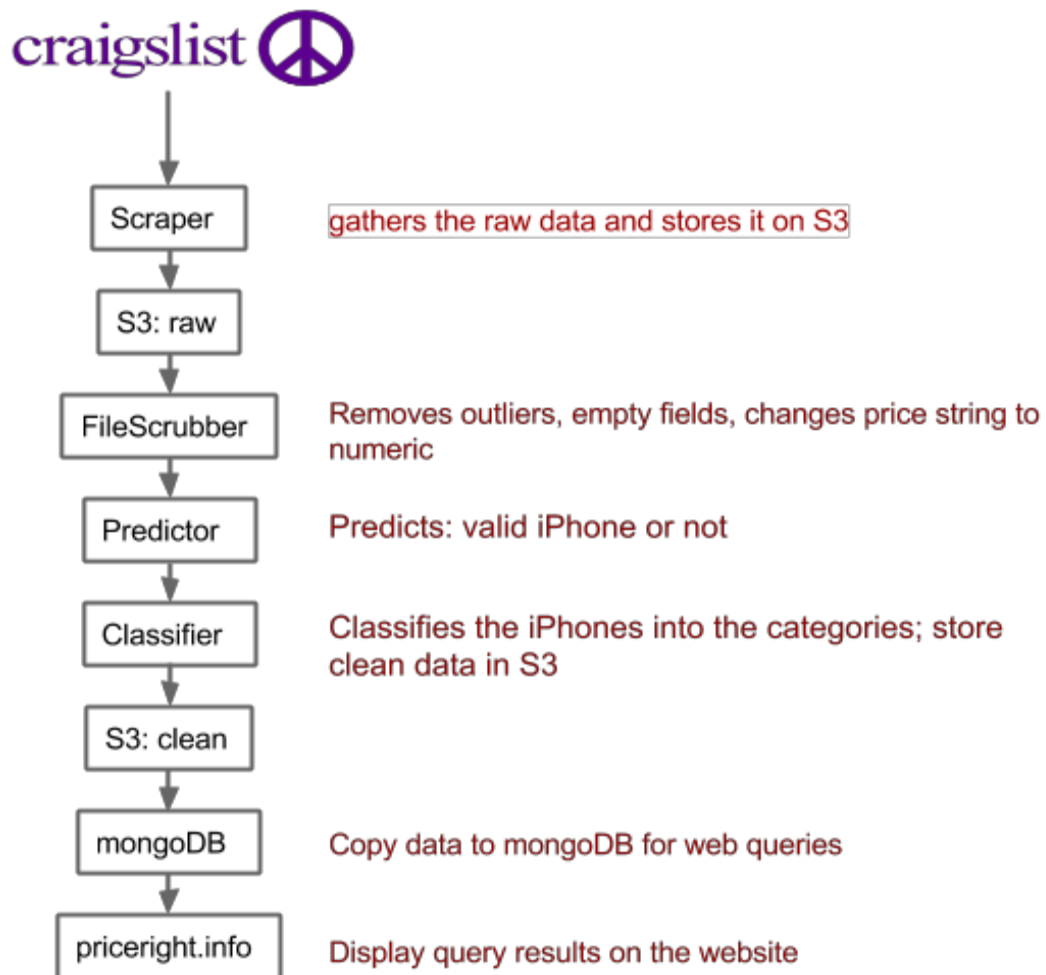 craigslist
Scraper
gathers the raw data and stores it on S3
S3: raw
FileScrubber
Removes outliers, empty fields, changes price string to
numeric
Predictor
Predicts: valid iPhone or not
Classifier
Classifies the iPhones into the categories; store
clean data in S3
S3: clean
mongoDB
Copy data to mongoDB for web queries
priceright.info
Display query results on the website